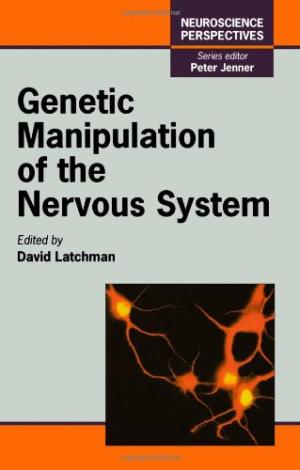 NEUROSCIENCE
PERSPECTIVES
Series editor
Peter Jenner
Genetic
Manipulation
of the
Nervous System
Edited by
David Latchman